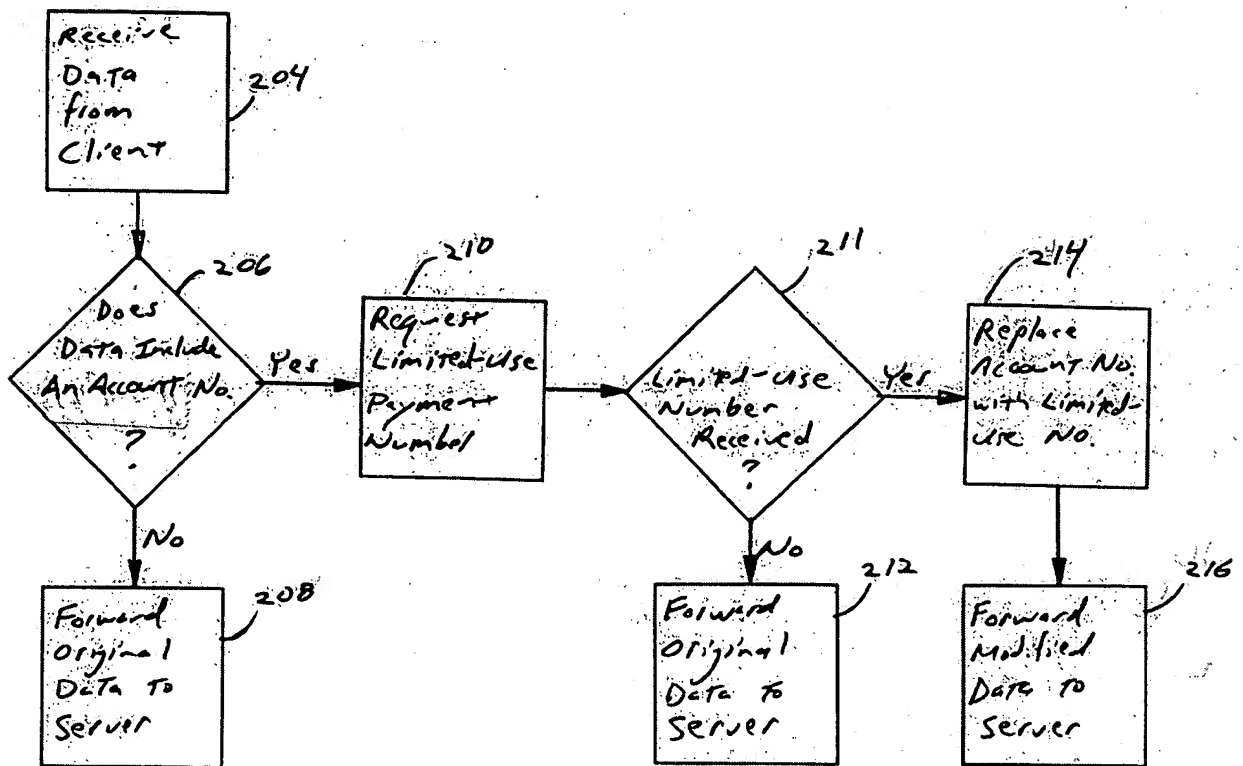 Receive
Data
from
Client
204
206
Does
Data Include
An Account No.
?
Yes
No
208
Forward
Original
Data To
Server
210
Request
Limited-Use
Payment
Number
211
Limited-Use
Number
Received
?
Yes
No
212
Forward
Original
Data To
Server
214
Replace
Account No.
with Limited-
Use No.
216
Forward
Modified
Data to
Server